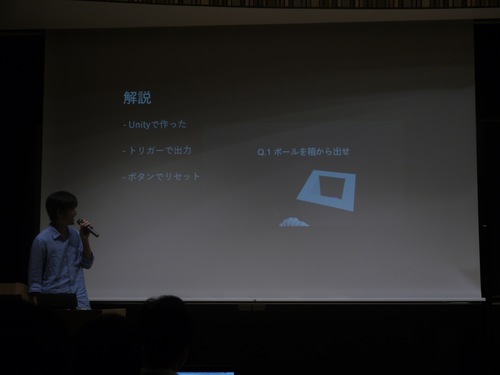 解説
- Unityで作った
- トリガーで出力
- ボタンでリセット
Q.1 ボールを箱から出せ